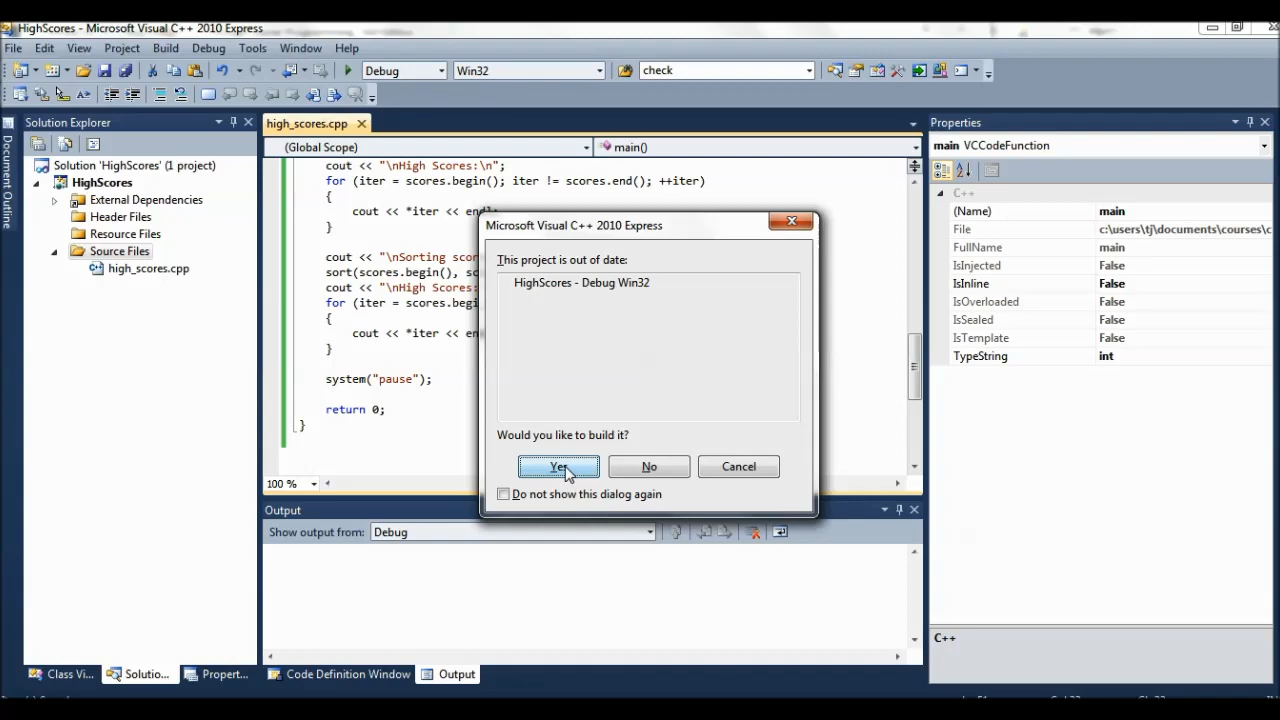 HighScores - Microsoft Visual C++ 2010 Express
File Edit View Project Build Debug Tools Window Help
Debug Win32 check
Solution Explorer
high_scores.cpp
Properties
Document Outline
(Global Scope) main()
main VCCodeFunction
Solution 'HighScores' (1 project)
HighScores
External Dependencies
Header Files
Resource Files
Source Files
high_scores.cpp
cout << "\nHigh Scores:\n";
for (iter = scores.begin(); iter != scores.end(); ++iter)
{
cout << *iter << endl;
}
cout << "\nSorting scor
sort(scores.begin(), sc
cout << "\nHigh Scores:
for (iter = scores.begi
{
cout << *iter << en
}
system("pause");
return 0;
}
100 %
Microsoft Visual C++ 2010 Express
This project is out of date:
HighScores - Debug Win32
Would you like to build it?
Yes No Cancel
Do not show this dialog again
C++
(Name) main
File c:\users\tj\documents\courses\c
FullName main
IsInjected False
IsInline False
IsOverloaded False
IsSealed False
IsTemplate False
TypeString int
C++
Output
Show output from: Debug
Class Vi... Solutio... Propert... Code Definition Window Output